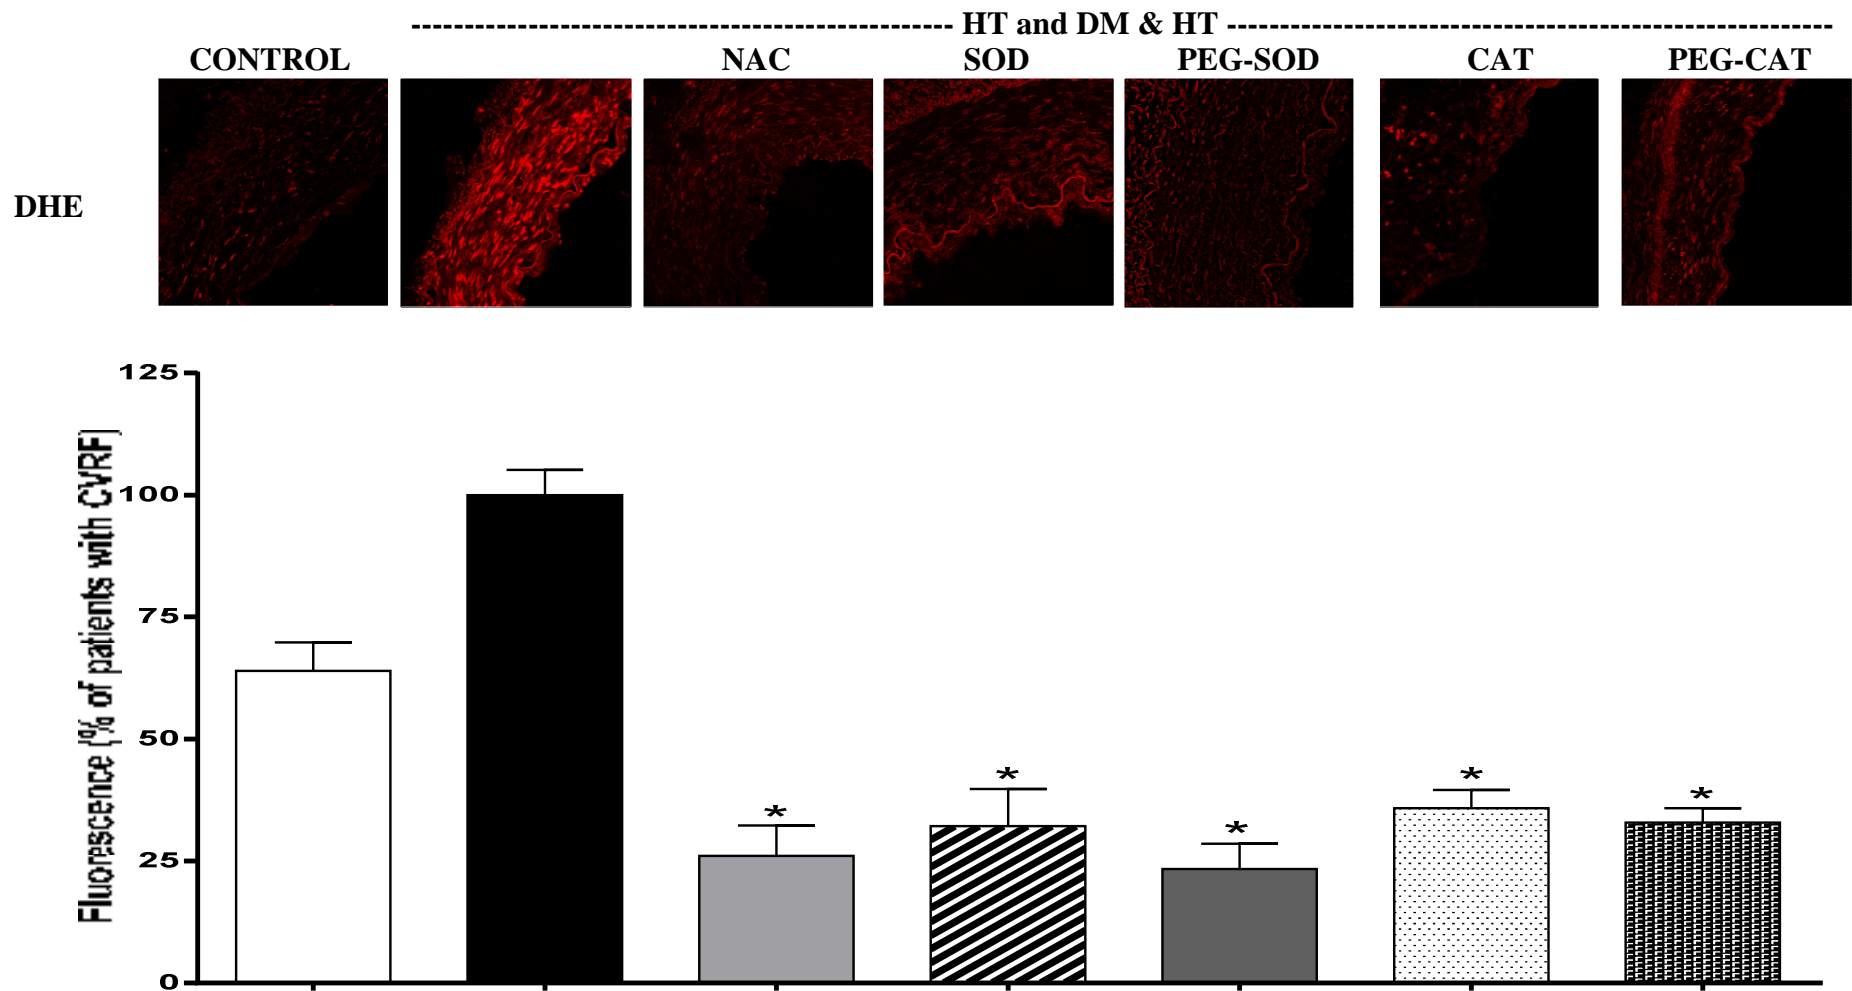 HT and DM & HT
CONTROL NAC SOD PEG-SOD CAT PEG-CAT
DHE
Fluorescence (% of patients with CVRF)
125
100
75
50
25
0
* * * * *